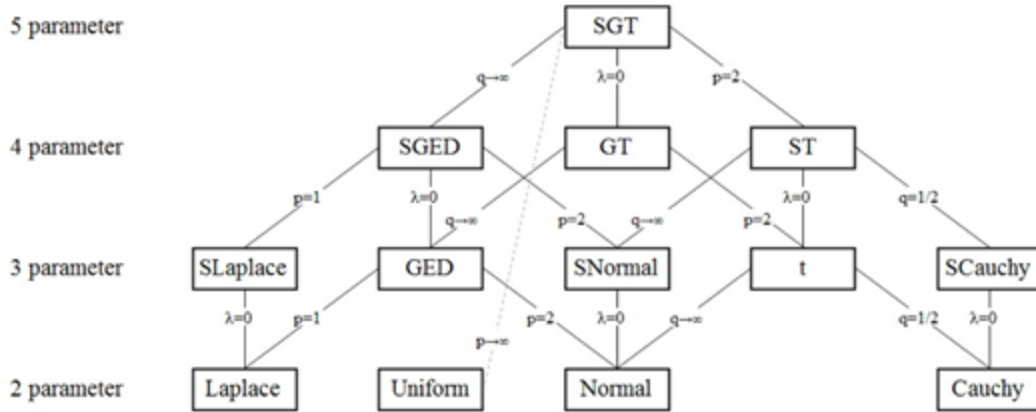 5 parameter SGT
q→∞ λ=0 p=2
4 parameter SGED GT ST
p=1 λ=0 q→∞ p=2 q→∞ p=2 λ=0 q=1/2
3 parameter SLaplace GED SNormal t SCauchy
λ=0 p=1 p=2 λ=0 q→∞ q=1/2 λ=0
p→∞
2 parameter Laplace Uniform Normal Cauchy